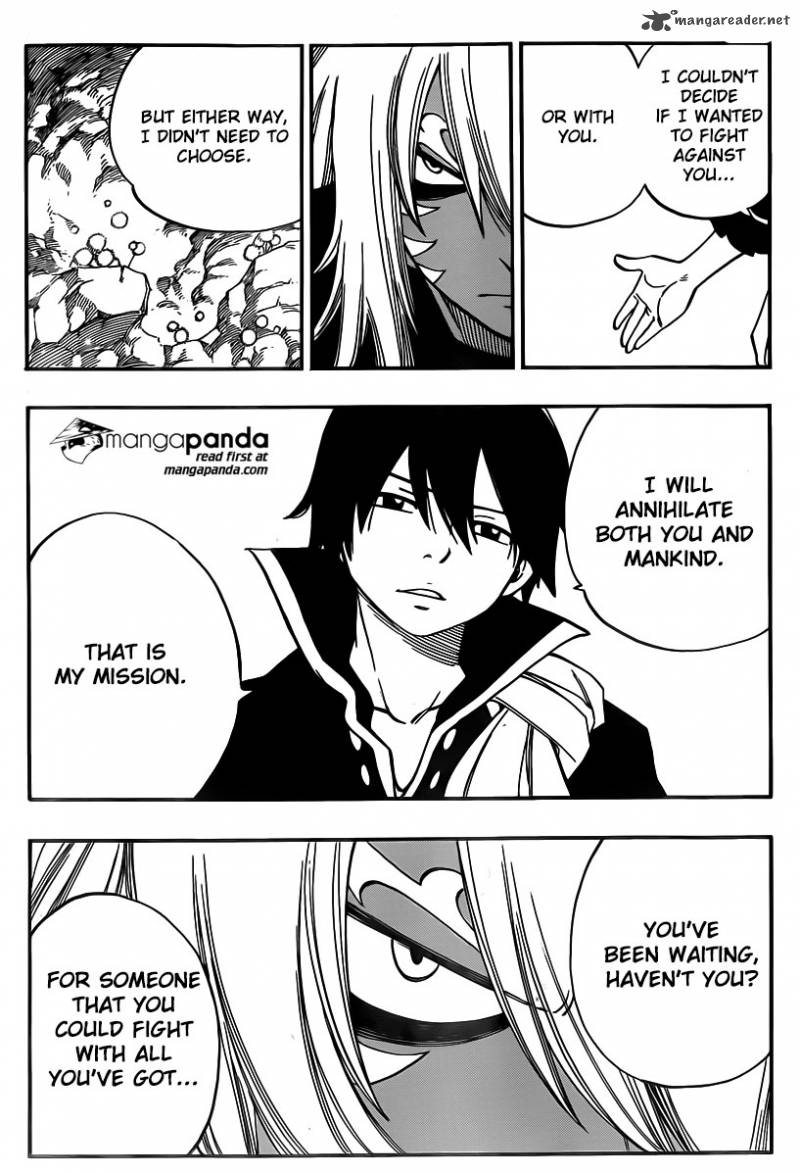 mangareader.net
I COULDN'T
DECIDE
IF I WANTED
TO FIGHT
AGAINST
YOU...
OR WITH
YOU.
BUT EITHER WAY,
I DIDN'T NEED TO
CHOOSE.
mangapanda
read first at
mangapanda.com
I WILL
ANNIHILATE
BOTH YOU AND
MANKIND.
THAT IS
MY MISSION.
YOU'VE
BEEN WAITING,
HAVEN'T YOU?
FOR SOMEONE
THAT YOU
COULD FIGHT
WITH ALL
YOU'VE GOT...